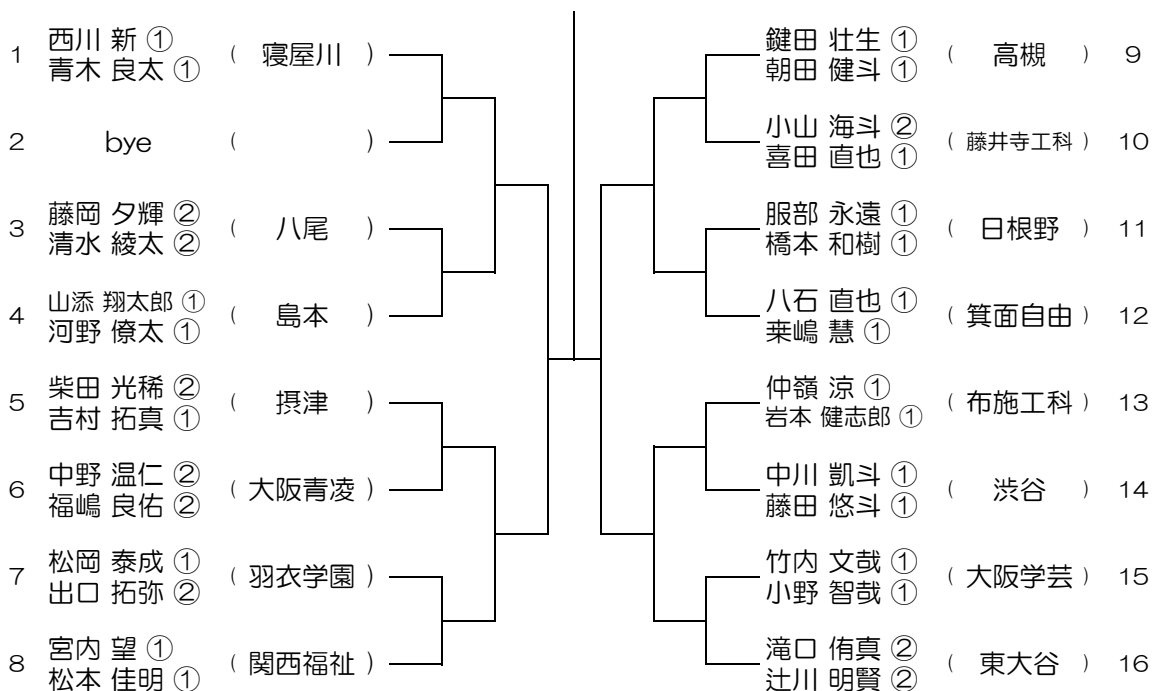 1 西川 新 ① ( 寝屋川 )
青木 良太 ①
2 bye ( )
3 藤岡 夕輝 ② ( 八尾 )
清水 綾太 ②
4 山添 翔太郎 ① ( 島本 )
河野 僚太 ①
5 柴田 光稀 ② ( 摂津 )
吉村 拓真 ①
6 中野 温仁 ② ( 大阪青凌 )
福嶋 良佑 ②
7 松岡 泰成 ① ( 羽衣学園 )
出口 拓弥 ②
8 宮内 望 ① ( 関西福祉 )
松本 佳明 ①
鍵田 壮生 ① ( 高槻 ) 9
朝田 健斗 ①
小山 海斗 ② ( 藤井寺工科 ) 10
喜田 直也 ①
服部 永遠 ① ( 日根野 ) 11
橋本 和樹 ①
八石 直也 ① ( 箕面自由 ) 12
桒嶋 慧 ①
仲嶺 涼 ① ( 布施工科 ) 13
岩本 健志郎 ①
中川 凱斗 ① ( 渋谷 ) 14
藤田 悠斗 ①
竹内 文哉 ① ( 大阪学芸 ) 15
小野 智哉 ①
滝口 侑真 ② ( 東大谷 ) 16
辻川 明賢 ②